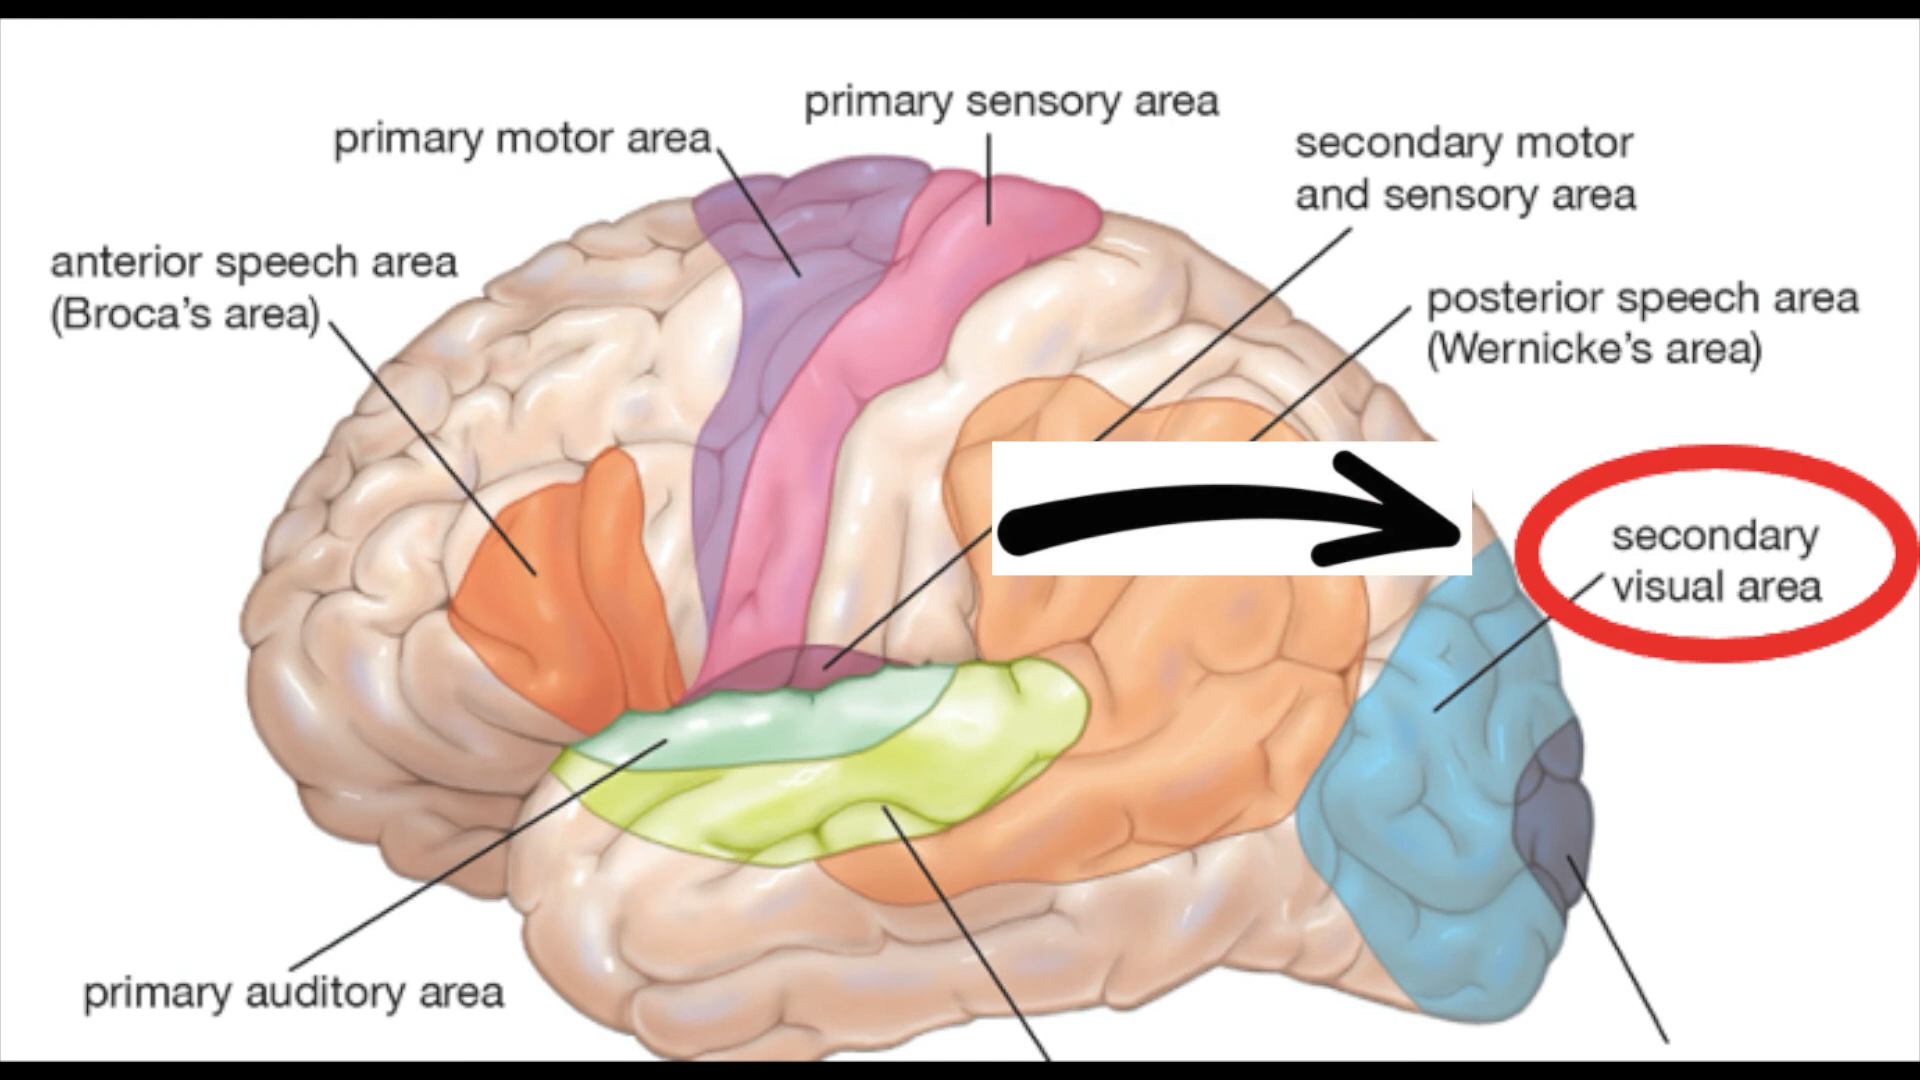 primary sensory area
primary motor area
secondary motor
and sensory area
anterior speech area
(Broca's area)
posterior speech area
(Wernicke's area)
secondary
visual area
primary auditory area